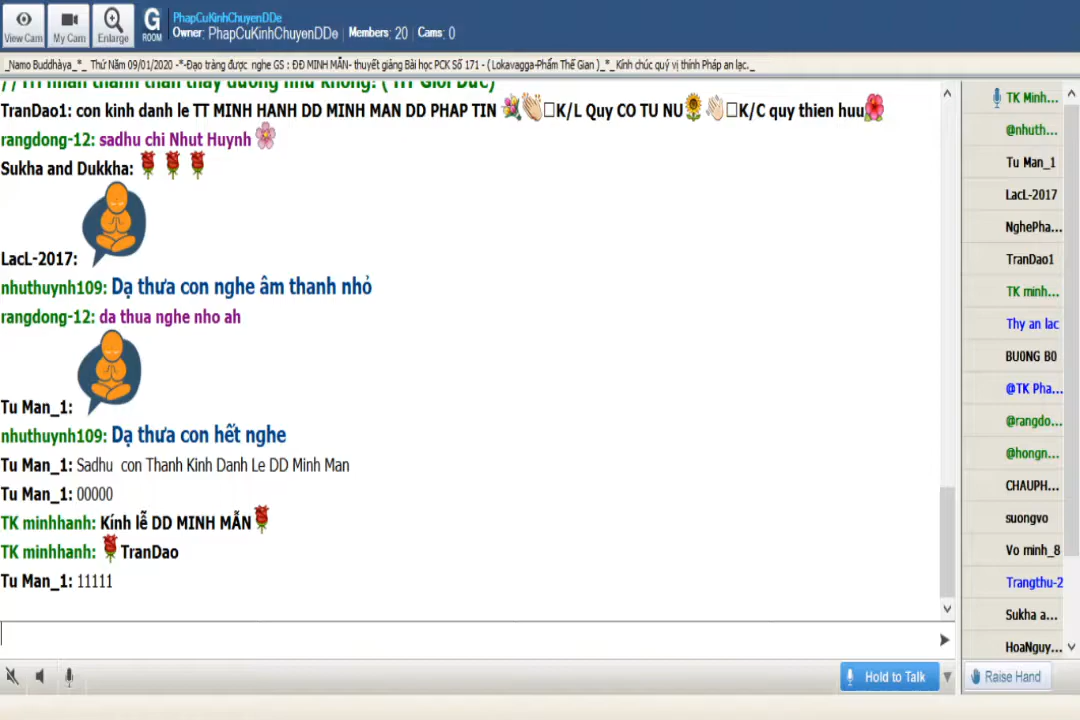 View Cam
My Cam
Enlarge
G
ROOM
PhapCuKinhChuyenDDe
Owner: PhapCuKinhChuyenDDe | Members: 20 | Cams: 0
_Namo Buddhàya_*_ Thứ Năm 09/01/2020 -*-Đạo tràng được nghe GS : ĐĐ MINH MẪN- thuyết giảng Bài học PCK Số 171 - ( Lokavagga-Phẩm Thế Gian )_*_Kính chúc quý vị thính Pháp an lạc._
TranDao1: con kinh danh le TT MINH HANH DD MINH MAN DD PHAP TIN K/L Quy CO TU NU K/C quy thien huu
rangdong-12: sadhu chi Nhut Huynh
Sukha and Dukkha:
LacL-2017:
nhuthuynh109: Dạ thưa con nghe âm thanh nhỏ
rangdong-12: da thua nghe nho ah
Tu Man_1:
nhuthuynh109: Dạ thưa con hết nghe
Tu Man_1: Sadhu con Thanh Kinh Danh Le DD Minh Man
Tu Man_1: 00000
TK minhhanh: Kính lễ DD MINH MẪN
TK minhhanh: TranDao
Tu Man_1: 11111
TK Minh...
@nhuth...
Tu Man_1
LacL-2017
NghePha...
TranDao1
TK minh...
Thy an lac
BU0NG B0
@TK Pha...
@rangdo...
@hongn...
CHAUPH...
suongvo
Vo minh_8
Trangthu-2
Sukha a...
HoaNguy...
Hold to Talk
Raise Hand